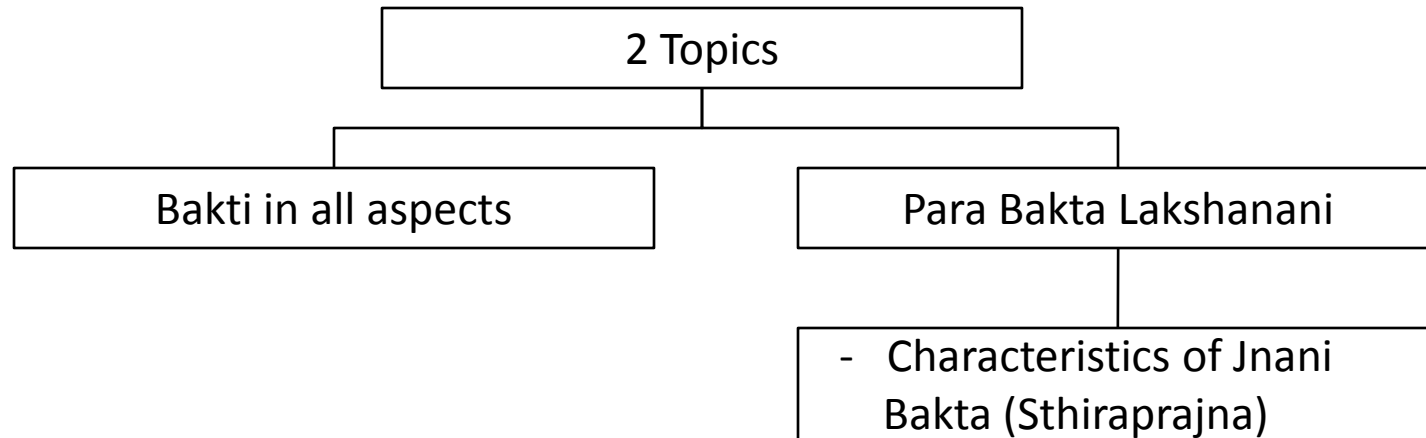 2 Topics
Bakti in all aspects
Para Bakta Lakshanani
- Characteristics of Jnani
Bakta (Sthiraprajna)